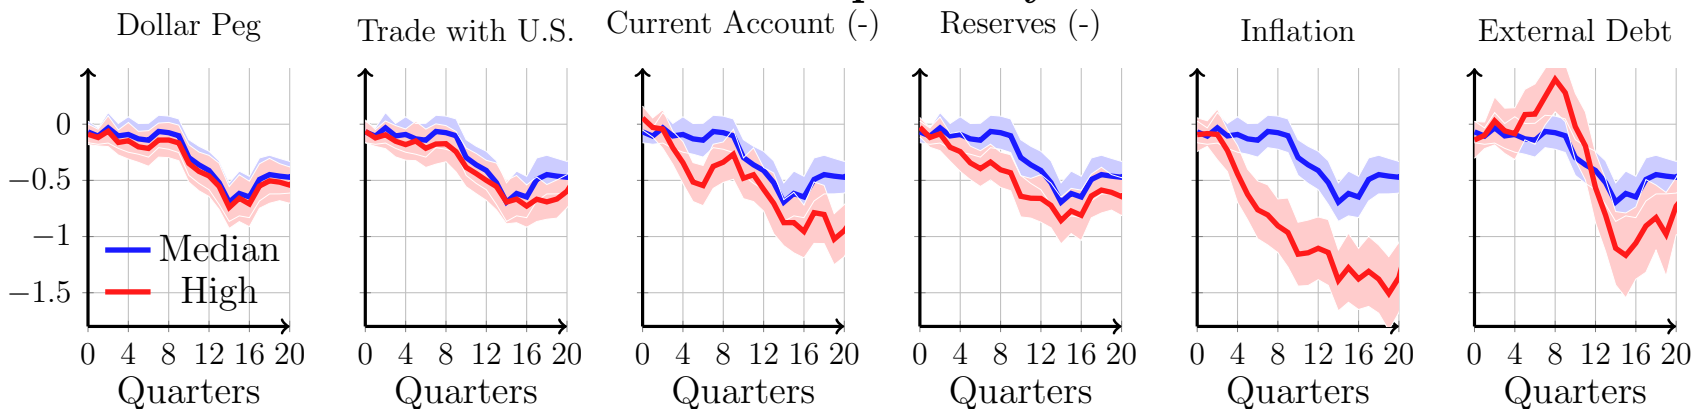 Dollar Peg
Trade with U.S.
Current Account (-)
Reserves (-)
Inflation
External Debt
0
−0.5
−1
−1.5
Median
High
0 4 8 12 16 20
0 4 8 12 16 20
0 4 8 12 16 20
0 4 8 12 16 20
0 4 8 12 16 20
0 4 8 12 16 20
Quarters
Quarters
Quarters
Quarters
Quarters
Quarters